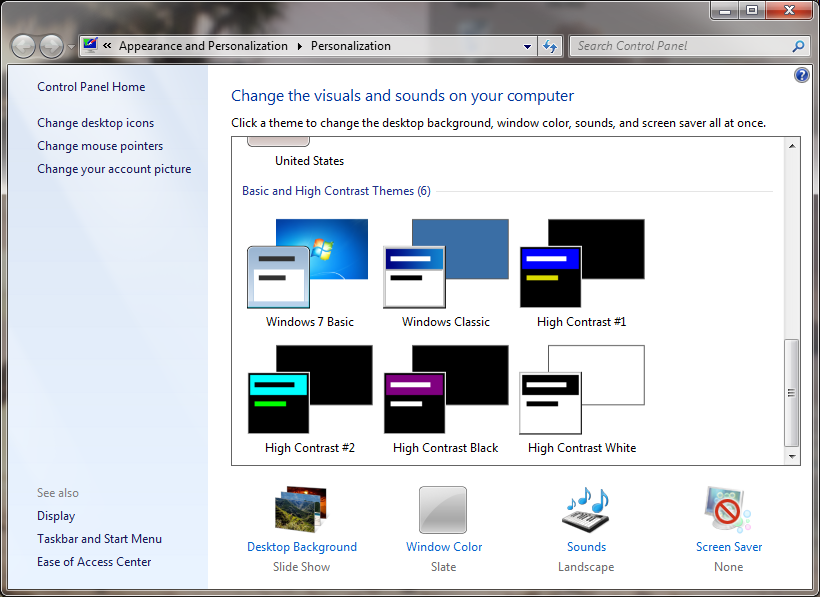 « Appearance and Personalization ▸ Personalization
Search Control Panel
Control Panel Home
Change desktop icons
Change mouse pointers
Change your account picture
Change the visuals and sounds on your computer
Click a theme to change the desktop background, window color, sounds, and screen saver all at once.
United States
Basic and High Contrast Themes (6)
Windows 7 Basic
Windows Classic
High Contrast #1
High Contrast #2
High Contrast Black
High Contrast White
See also
Display
Taskbar and Start Menu
Ease of Access Center
Desktop Background
Slide Show
Window Color
Slate
Sounds
Landscape
Screen Saver
None